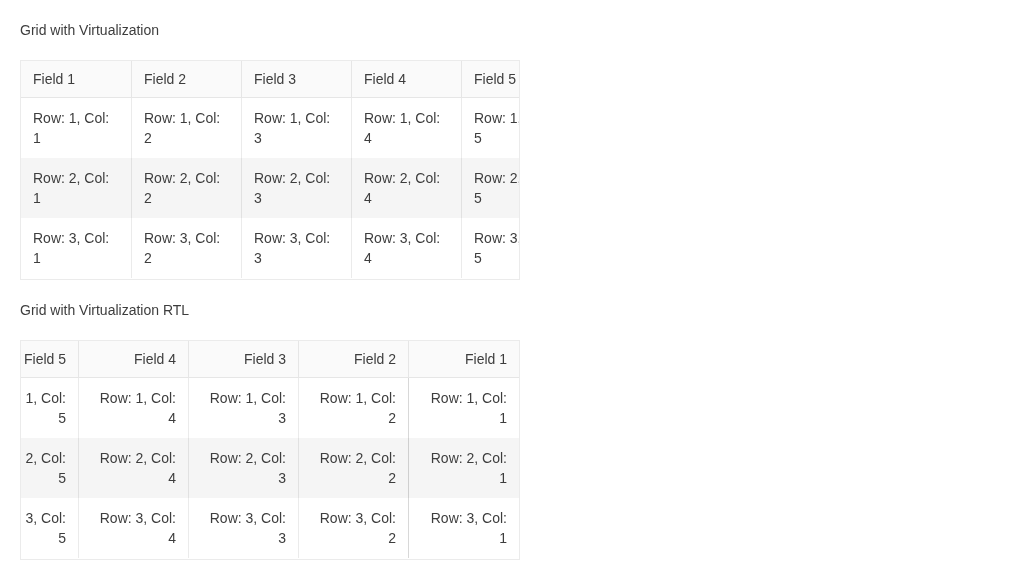 Grid with Virtualization
Field 1 Field 2 Field 3 Field 4 Field 5
Row: 1, Col: Row: 1, Col: Row: 1, Col: Row: 1, Col: Row: 1
1 2 3 4 5
Row: 2, Col: Row: 2, Col: Row: 2, Col: Row: 2, Col: Row: 2
1 2 3 4 5
Row: 3, Col: Row: 3, Col: Row: 3, Col: Row: 3, Col: Row: 3
1 2 3 4 5
Grid with Virtualization RTL
Field 5 Field 4 Field 3 Field 2 Field 1
1, Col: Row: 1, Col: Row: 1, Col: Row: 1, Col: Row: 1, Col:
5 4 3 2 1
2, Col: Row: 2, Col: Row: 2, Col: Row: 2, Col: Row: 2, Col:
5 4 3 2 1
3, Col: Row: 3, Col: Row: 3, Col: Row: 3, Col: Row: 3, Col:
5 4 3 2 1